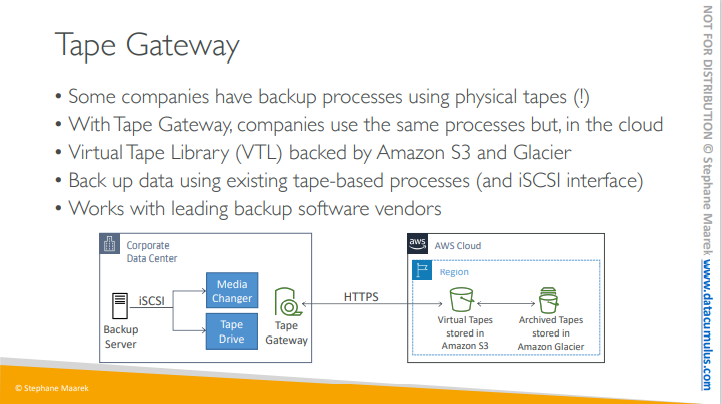 Tape Gateway
• Some companies have backup processes using physical tapes (!)
• With Tape Gateway, companies use the same processes but, in the cloud
• Virtual Tape Library (VTL) backed by Amazon S3 and Glacier
• Back up data using existing tape-based processes (and iSCSI interface)
• Works with leading backup software vendors
Corporate
Data Center
Backup
Server
iSCSI
Media
Changer
Tape
Drive
Tape
Gateway
HTTPS
aws
AWS Cloud
Region
Virtual Tapes
stored in
Amazon S3
Archived Tapes
stored in
Amazon Glacier
© Stephane Maarek
NOT FOR DISTRIBUTION © Stephane Maarek www.datacumulus.com